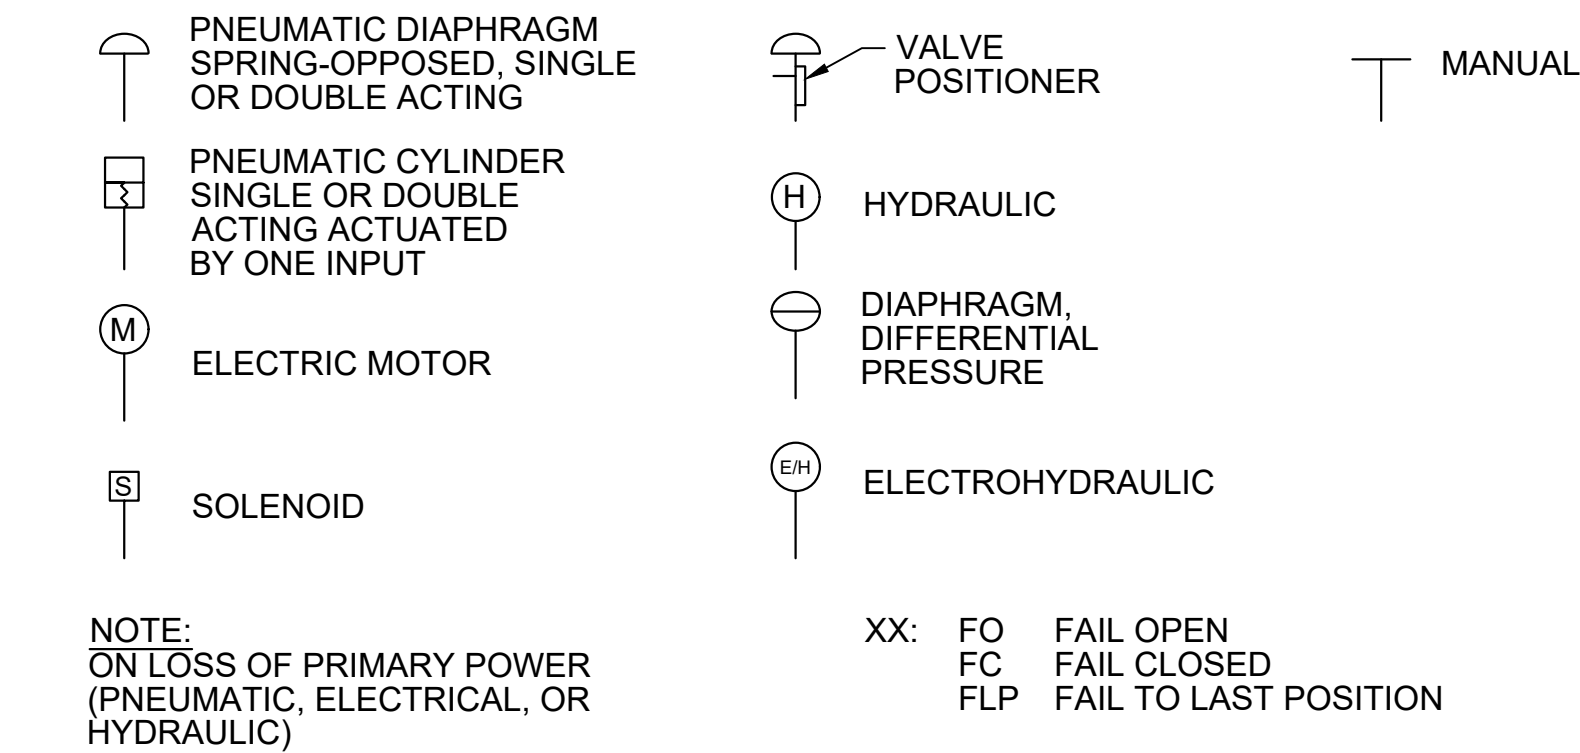 PNEUMATIC DIAPHRAGM
SPRING-OPPOSED, SINGLE
OR DOUBLE ACTING
VALVE
POSITIONER
MANUAL
PNEUMATIC CYLINDER
SINGLE OR DOUBLE
ACTING ACTUATED
BY ONE INPUT
H
HYDRAULIC
M
ELECTRIC MOTOR
DIAPHRAGM,
DIFFERENTIAL
PRESSURE
S
SOLENOID
E/H
ELECTROHYDRAULIC
NOTE:
ON LOSS OF PRIMARY POWER
(PNEUMATIC, ELECTRICAL, OR
HYDRAULIC)
XX: FO FAIL OPEN
FC FAIL CLOSED
FLP FAIL TO LAST POSITION